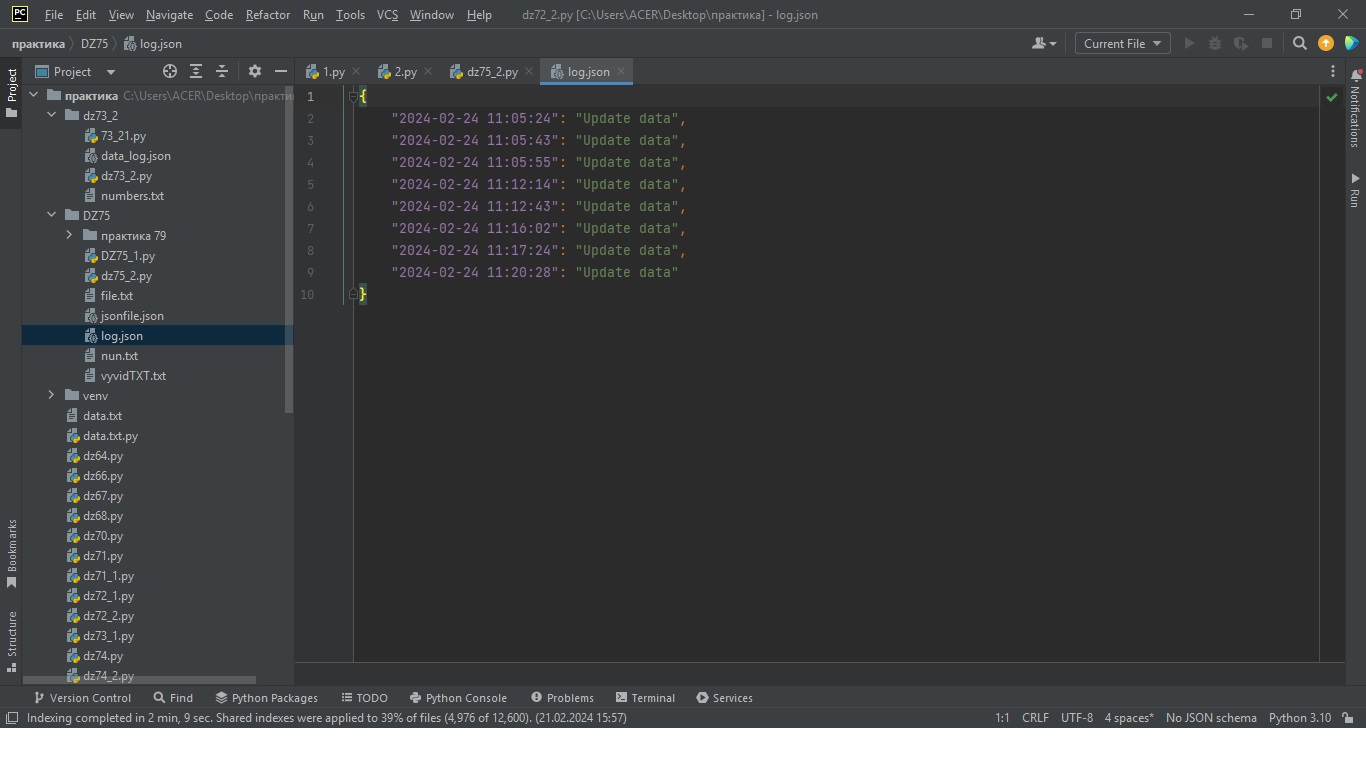 PC File Edit View Navigate Code Refactor Run Tools VCS Window Help dz72_2.py [C:\Users\ACER\Desktop\практика] - log.json
практика DZ75 log.json Current File
Project 1.py 2.py dz75_2.py log.json
Project
Bookmarks
Structure
Notifications
Run
практика C:\Users\ACER\Desktop\практи
dz73_2
73_21.py
data_log.json
dz73_2.py
numbers.txt
DZ75
практика 79
DZ75_1.py
dz75_2.py
file.txt
jsonfile.json
log.json
nun.txt
vyvidTXT.txt
venv
data.txt
data.txt.py
dz64.py
dz66.py
dz67.py
dz68.py
dz70.py
dz71.py
dz71_1.py
dz72_1.py
dz72_2.py
dz73_1.py
dz74.py
dz74_2.py
1 {
2 "2024-02-24 11:05:24": "Update data",
3 "2024-02-24 11:05:43": "Update data",
4 "2024-02-24 11:05:55": "Update data",
5 "2024-02-24 11:12:14": "Update data",
6 "2024-02-24 11:12:43": "Update data",
7 "2024-02-24 11:16:02": "Update data",
8 "2024-02-24 11:17:24": "Update data",
9 "2024-02-24 11:20:28": "Update data"
10 }
Version Control Find Python Packages TODO Python Console Problems Terminal Services
Indexing completed in 2 min, 9 sec. Shared indexes were applied to 39% of files (4,976 of 12,600). (21.02.2024 15:57) 1:1 CRLF UTF-8 4 spaces* No JSON schema Python 3.10